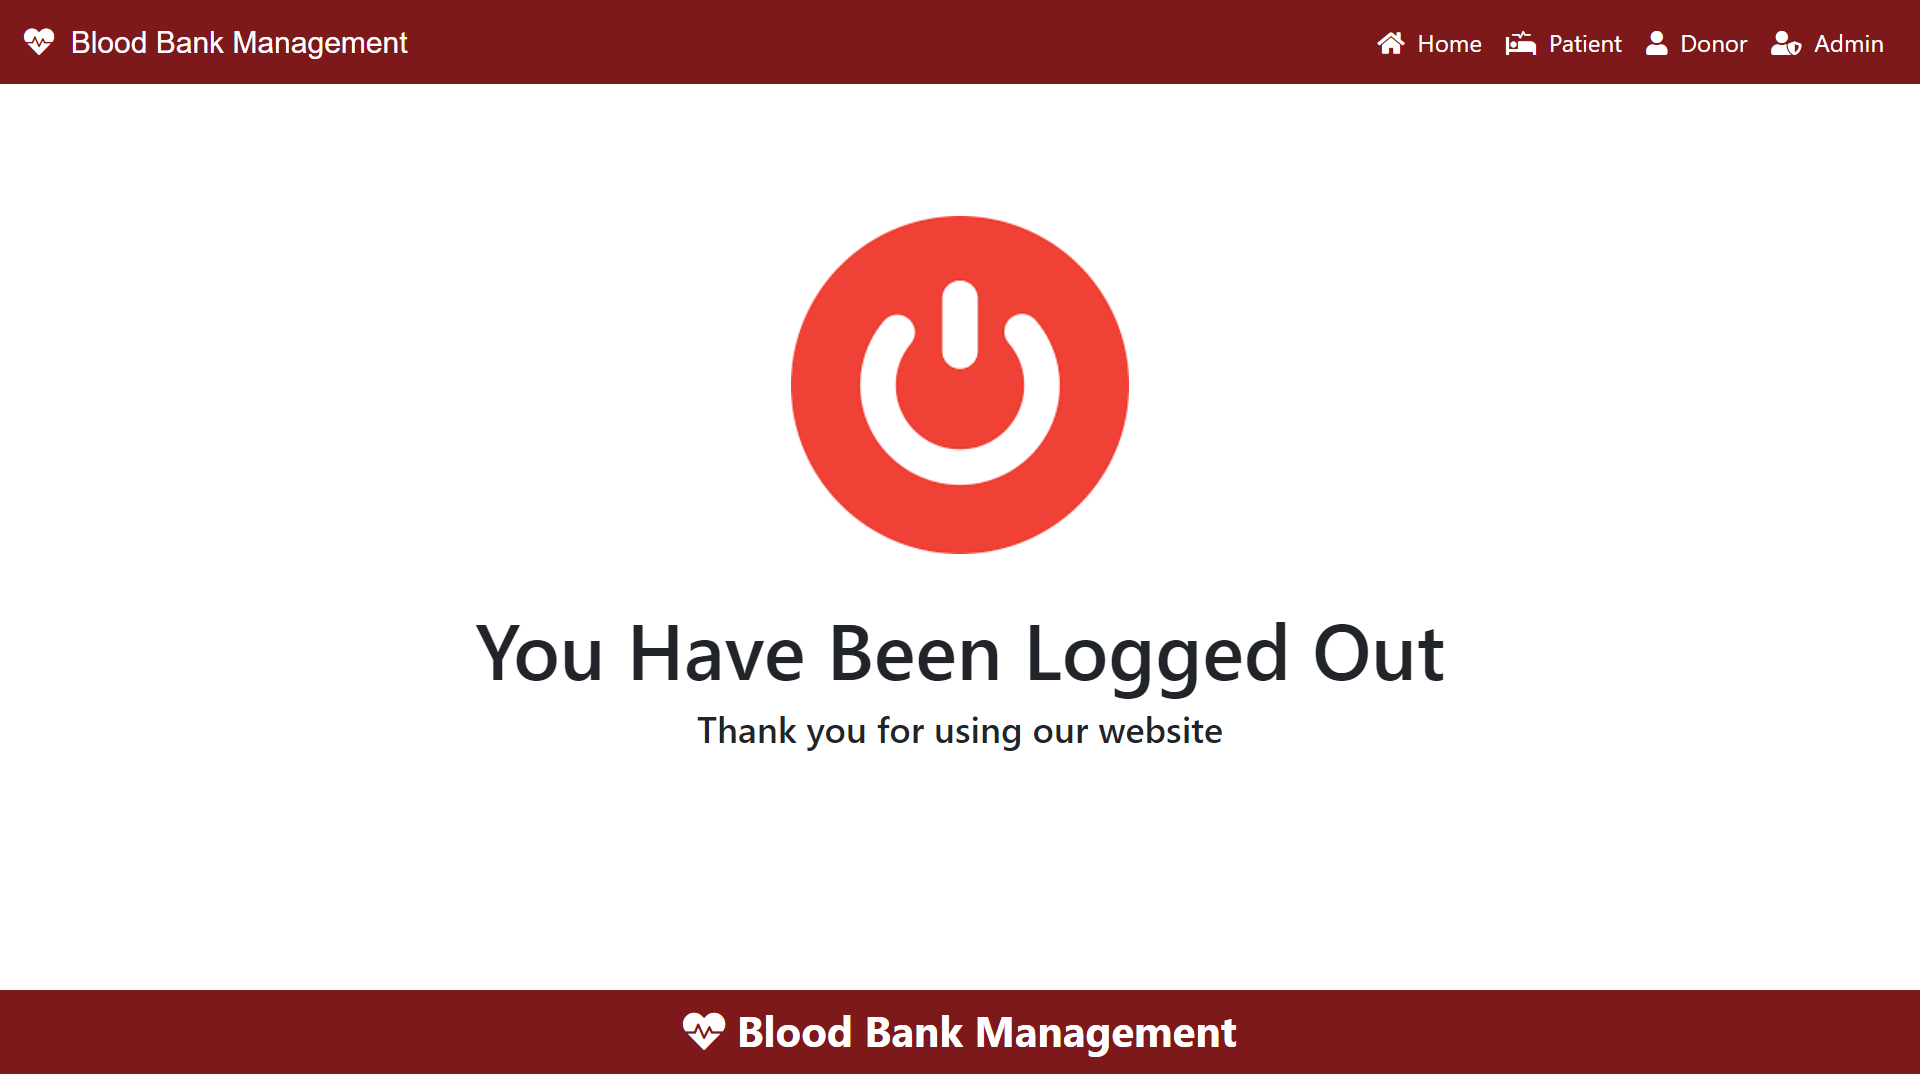 Blood Bank Management
Home Patient Donor Admin
You Have Been Logged Out
Thank you for using our website
Blood Bank Management